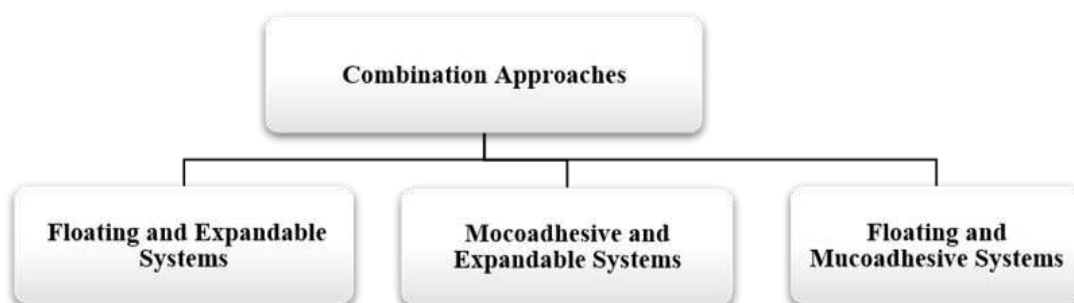 Combination Approaches
Floating and Expandable
Systems
Mocoadhesive and
Expandable Systems
Floating and
Mucoadhesive Systems